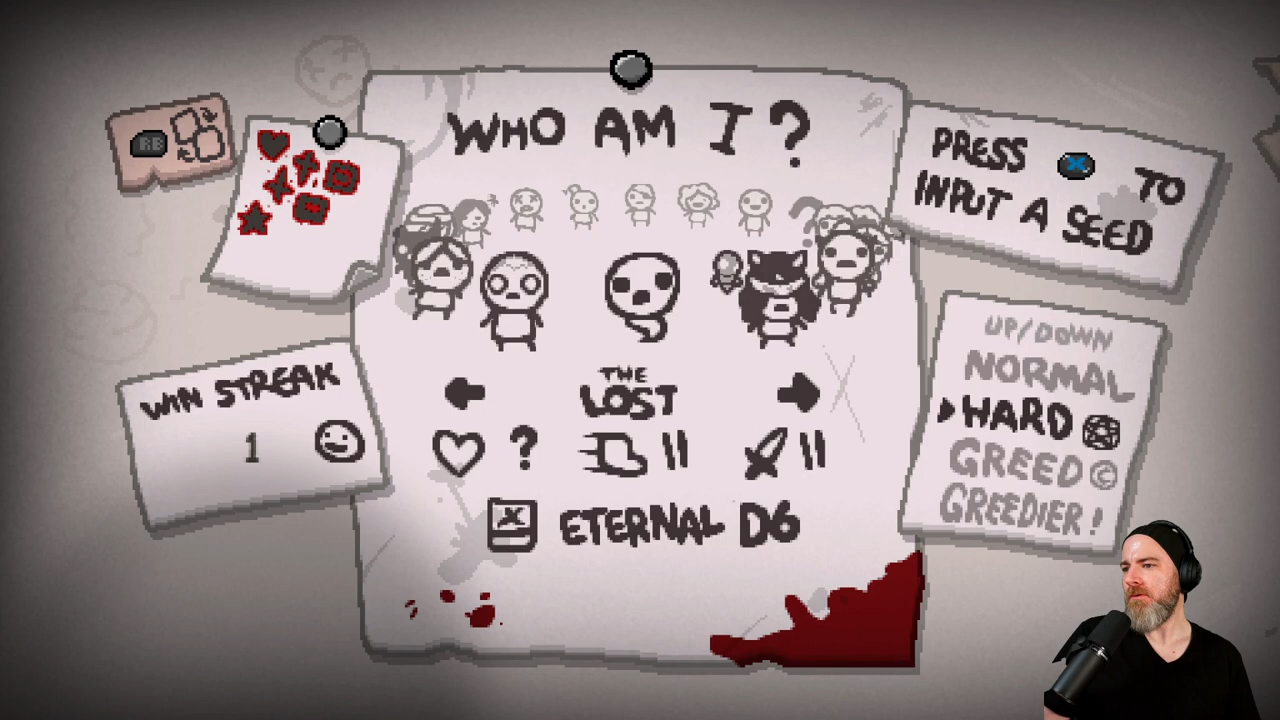 WHO AM I?
RB
PRESS X TO
INPUT A SEED
WIN STREAK
1
THE
LOST
?
ETERNAL D6
UP/DOWN
NORMAL
HARD
GREED
GREEDIER!